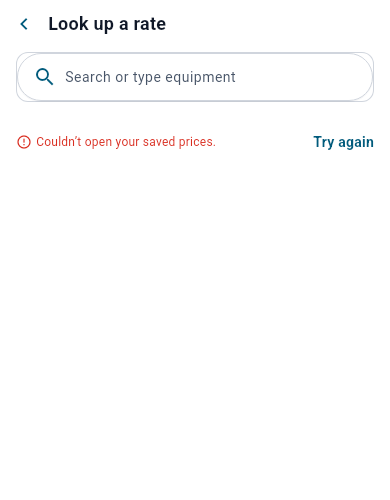 Look up a rate
Search or type equipment
Couldn’t open your saved prices.
Try again